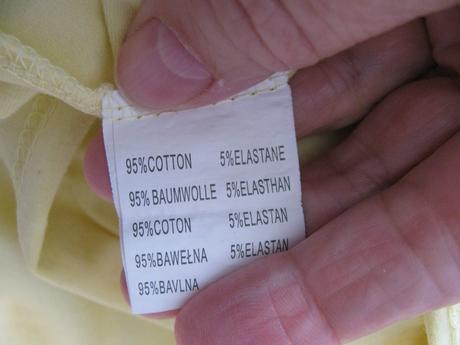 95%COTTON 5%ELASTANE
95%BAUMWOLLE 5%ELASTHAN
95%COTON 5%ELASTAN
95%BAWEŁNA 5%ELASTAN
95%BAVLNA